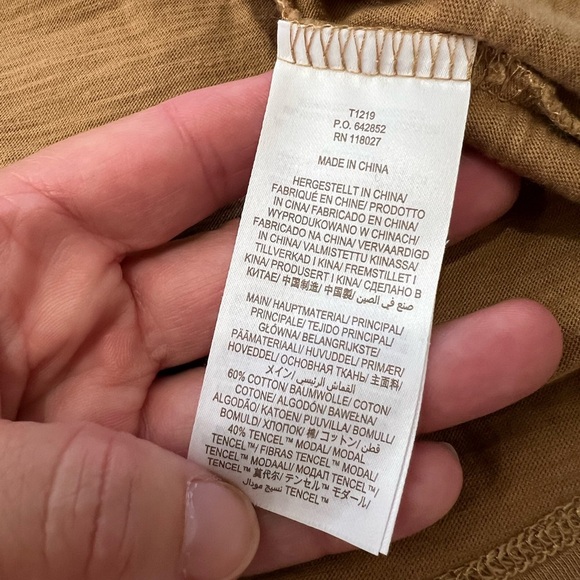 T1219
P.O. 642852
RN 118027
MADE IN CHINA
HERGESTELLT IN CHINA/
FABRIQUÉ EN CHINE/ PRODOTTO
IN CINA/ FABRICADO EN CHINA/
WYPRODUKOWANO W CHINACH/
FABRICADO NA CHINA/ VERVAARDIGD
IN CHINA/ VALMISTETTU KIINASSA/
TILLVERKAD I KINA/ FREMSTILLET I
KINA/ PRODUSERT I KINA/ СДЕЛАНО В
КИТАЕ/ 中国制造/ 中国製/ صنع في الصين
MAIN/ HAUPTMATERIAL/ PRINCIPAL/
PRINCIPALE/ TEJIDO PRINCIPAL/
GŁÓWNA/ BELANGRIJKSTE/
PÄÄMATERIAALI/ HUVUDDEL/ PRIMÆR/
HOVEDDEL/ ОСНОВНАЯ ТКАНЬ/ 主面料/
メイン/ القماش الرئيسي
60% COTTON/ BAUMWOLLE/ COTON/
COTONE/ ALGODÓN/ BAWEŁNA/
ALGODÃO/ KATOEN/ PUUVILLA/ BOMULL/
BOMULD/ ХЛОПОК/ 棉/ コットン/ قطن
40% TENCEL™ MODAL/ MODAL
TENCEL™/ FIBRAS TENCEL™ MODAL/
TENCEL™ MODAALI/ МОДАЛ TENCEL™/
TENCEL™ 莫代尔/ テンセル™ モダール/
TENCEL™ نسيج مودال